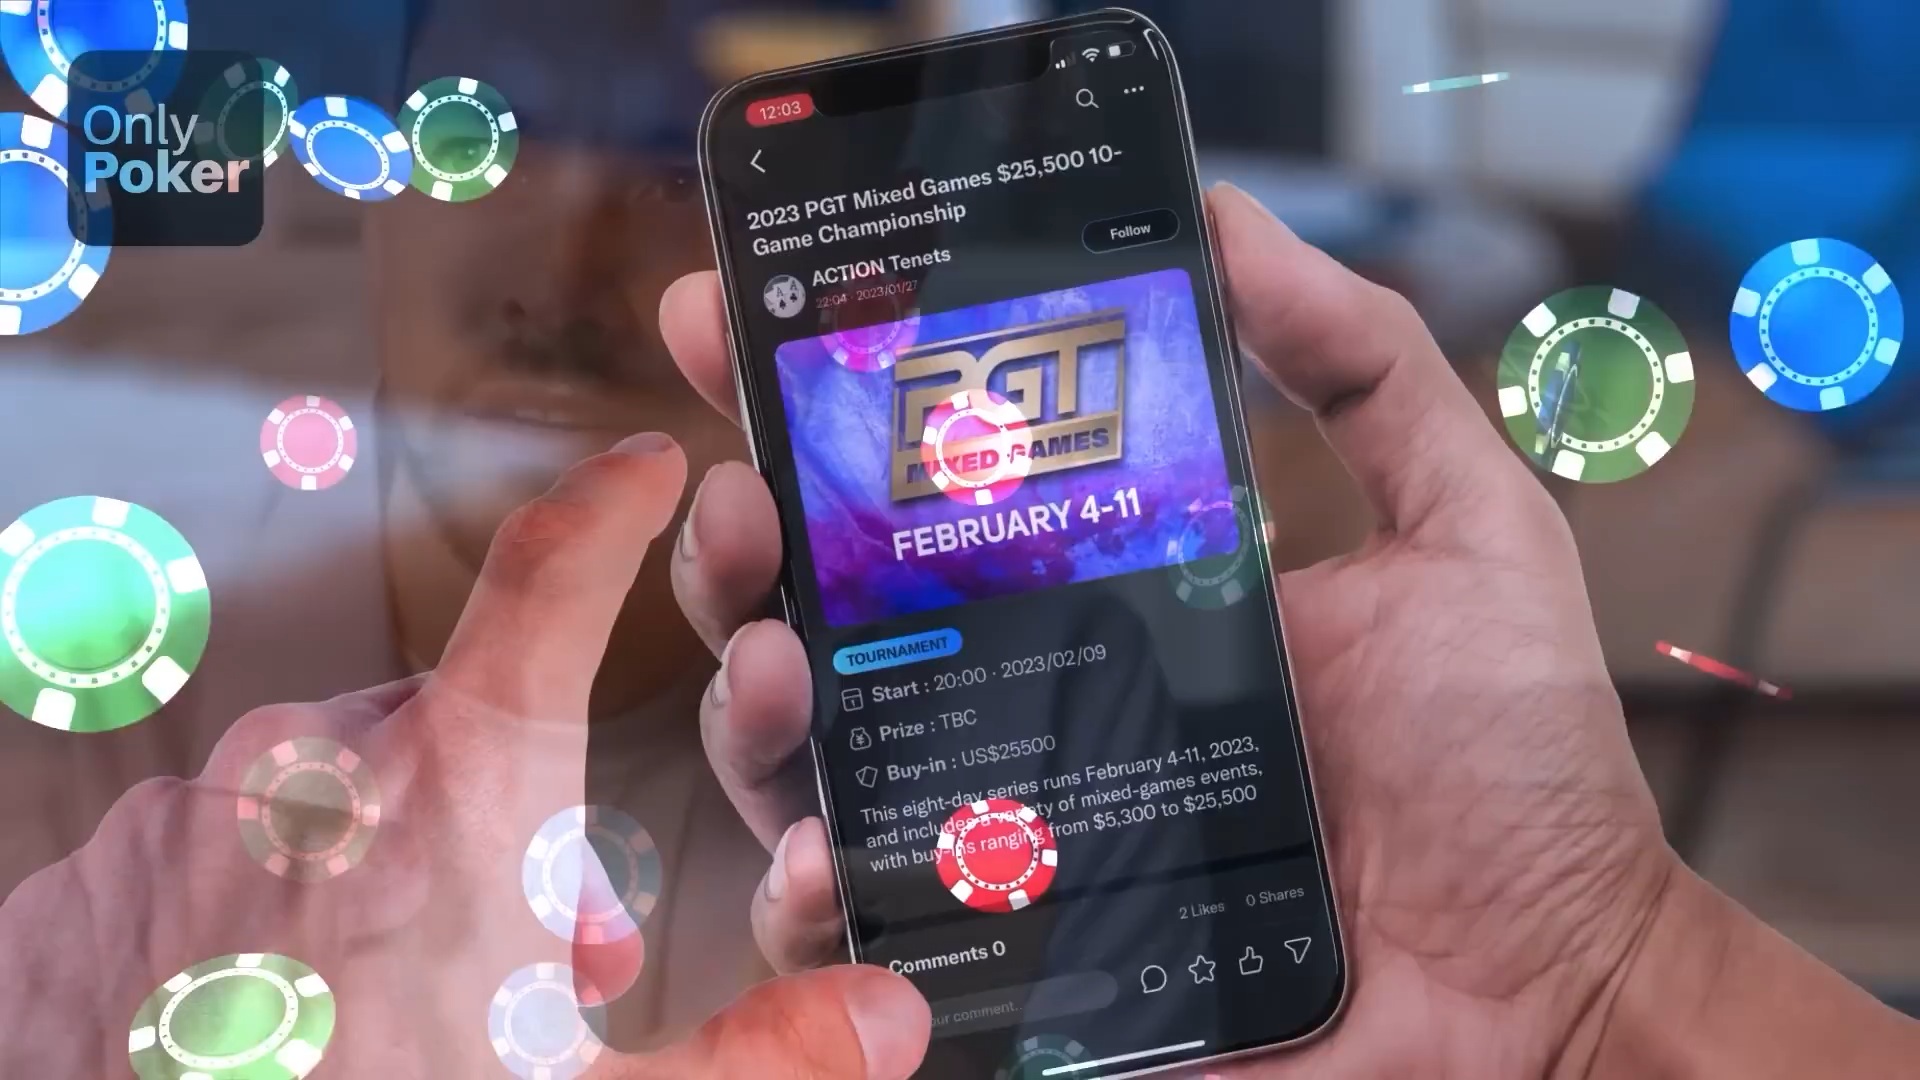 Only
Poker
12:03
2023 PGT Mixed Games $25,500 10-
Game Championship
Follow
ACTION Tenets
22:04 · 2023/01/27
PGT
MIXED GAMES
FEBRUARY 4-11
TOURNAMENT
Start : 20:00 · 2023/02/09
Prize : TBC
Buy-in : US$25500
This eight-day series runs February 4-11, 2023,
and includes a variety of mixed-games events,
with buy-ins ranging from $5,300 to $25,500
2 Likes 0 Shares
Comments 0
our comment..